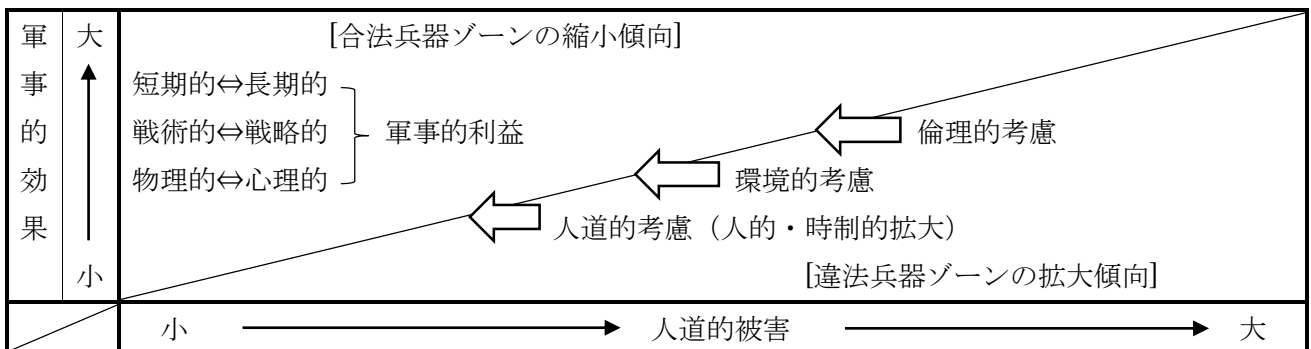 軍事的効果
大
小
[合法兵器ゾーンの縮小傾向]
短期的⇔長期的
戦術的⇔戦略的
物理的⇔心理的
軍事的利益
倫理的考慮
環境的考慮
人道的考慮（人的・時制的拡大）
[違法兵器ゾーンの拡大傾向]
小
人道的被害
大